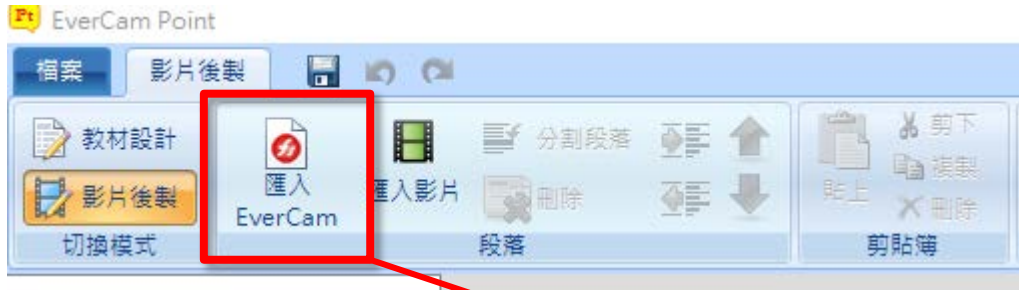 Pt EverCam Point
檔案 影片後製
教材設計
影片後製
切換模式
匯入
EverCam
匯入影片
分割段落
刪除
段落
貼上
剪下
複製
刪除
剪貼簿